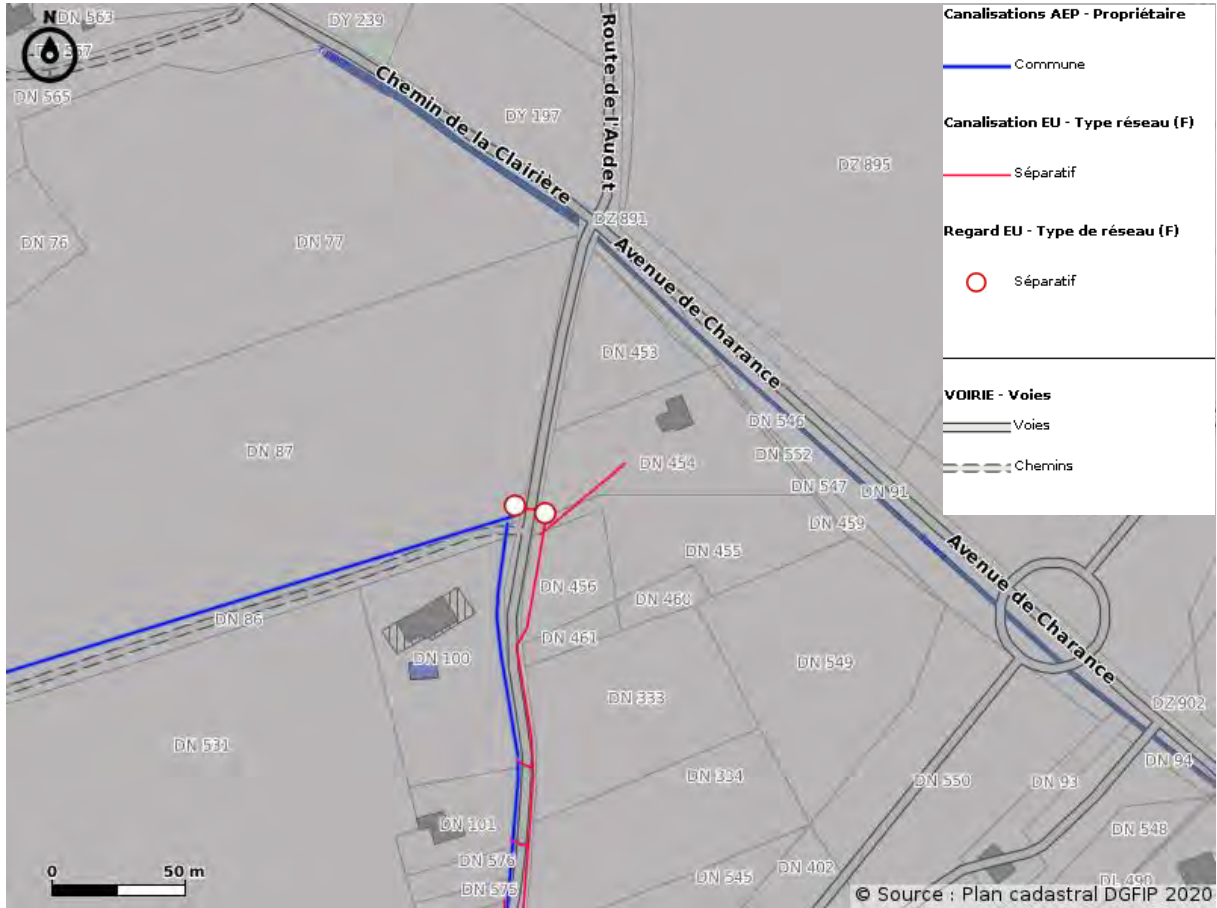 N
DN 563
DY 239
DN 565
Chemin de la Clairière
Route de l'Audet
DY 197
DZ 895
DZ 891
DN 76
DN 77
Avenue de Charance
DN 453
DN 546
DN 87
DN 454
DN 552
DN 547
DN 91
DN 459
Avenue de Charance
DN 455
DN 456
DN 86
DN 461
DN 100
DN 549
DN 333
DZ 902
DN 531
DN 334
DN 94
DN 550
DN 93
DN 101
DN 548
DN 576
DN 402
DN 545
DN 575
DL 490
0
50 m
© Source : Plan cadastral DGFIP 2020
Canalisations AEP - Propriétaire
Commune
Canalisation EU - Type réseau (F)
Séparatif
Regard EU - Type de réseau (F)
Séparatif
VOIRIE - Voies
Voies
Chemins